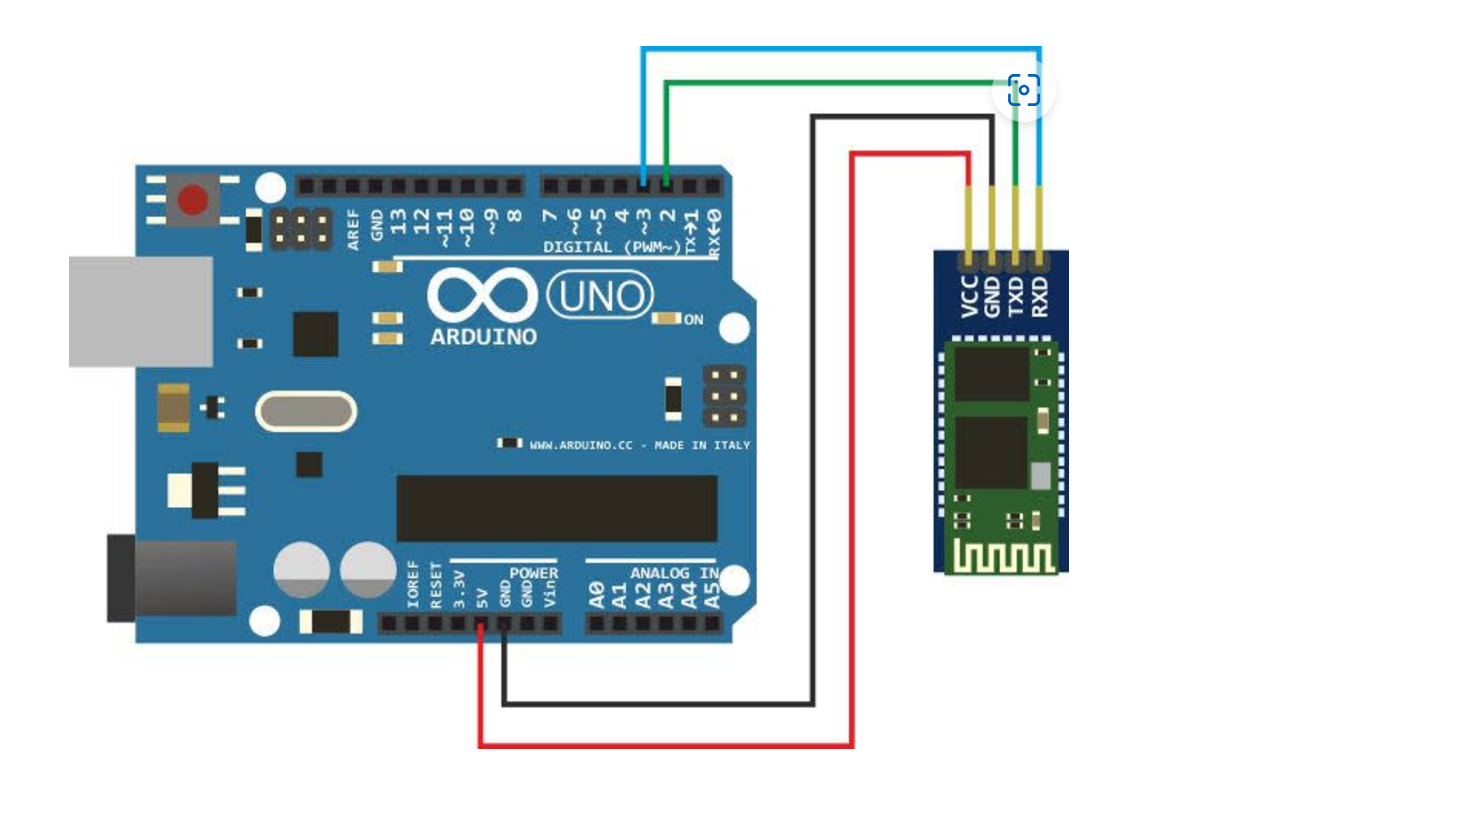 AREF
GND
13
12
~11
~10
~9
8
7
~6
~5
4
~3
2
TX→1
RX←0
DIGITAL (PWM~)
UNO
ARDUINO
ON
WWW.ARDUINO.CC - MADE IN ITALY
IOREF
RESET
3.3V
5V
GND
GND
Vin
POWER
ANALOG IN
A0
A1
A2
A3
A4
A5
VCC
GND
TXD
RXD